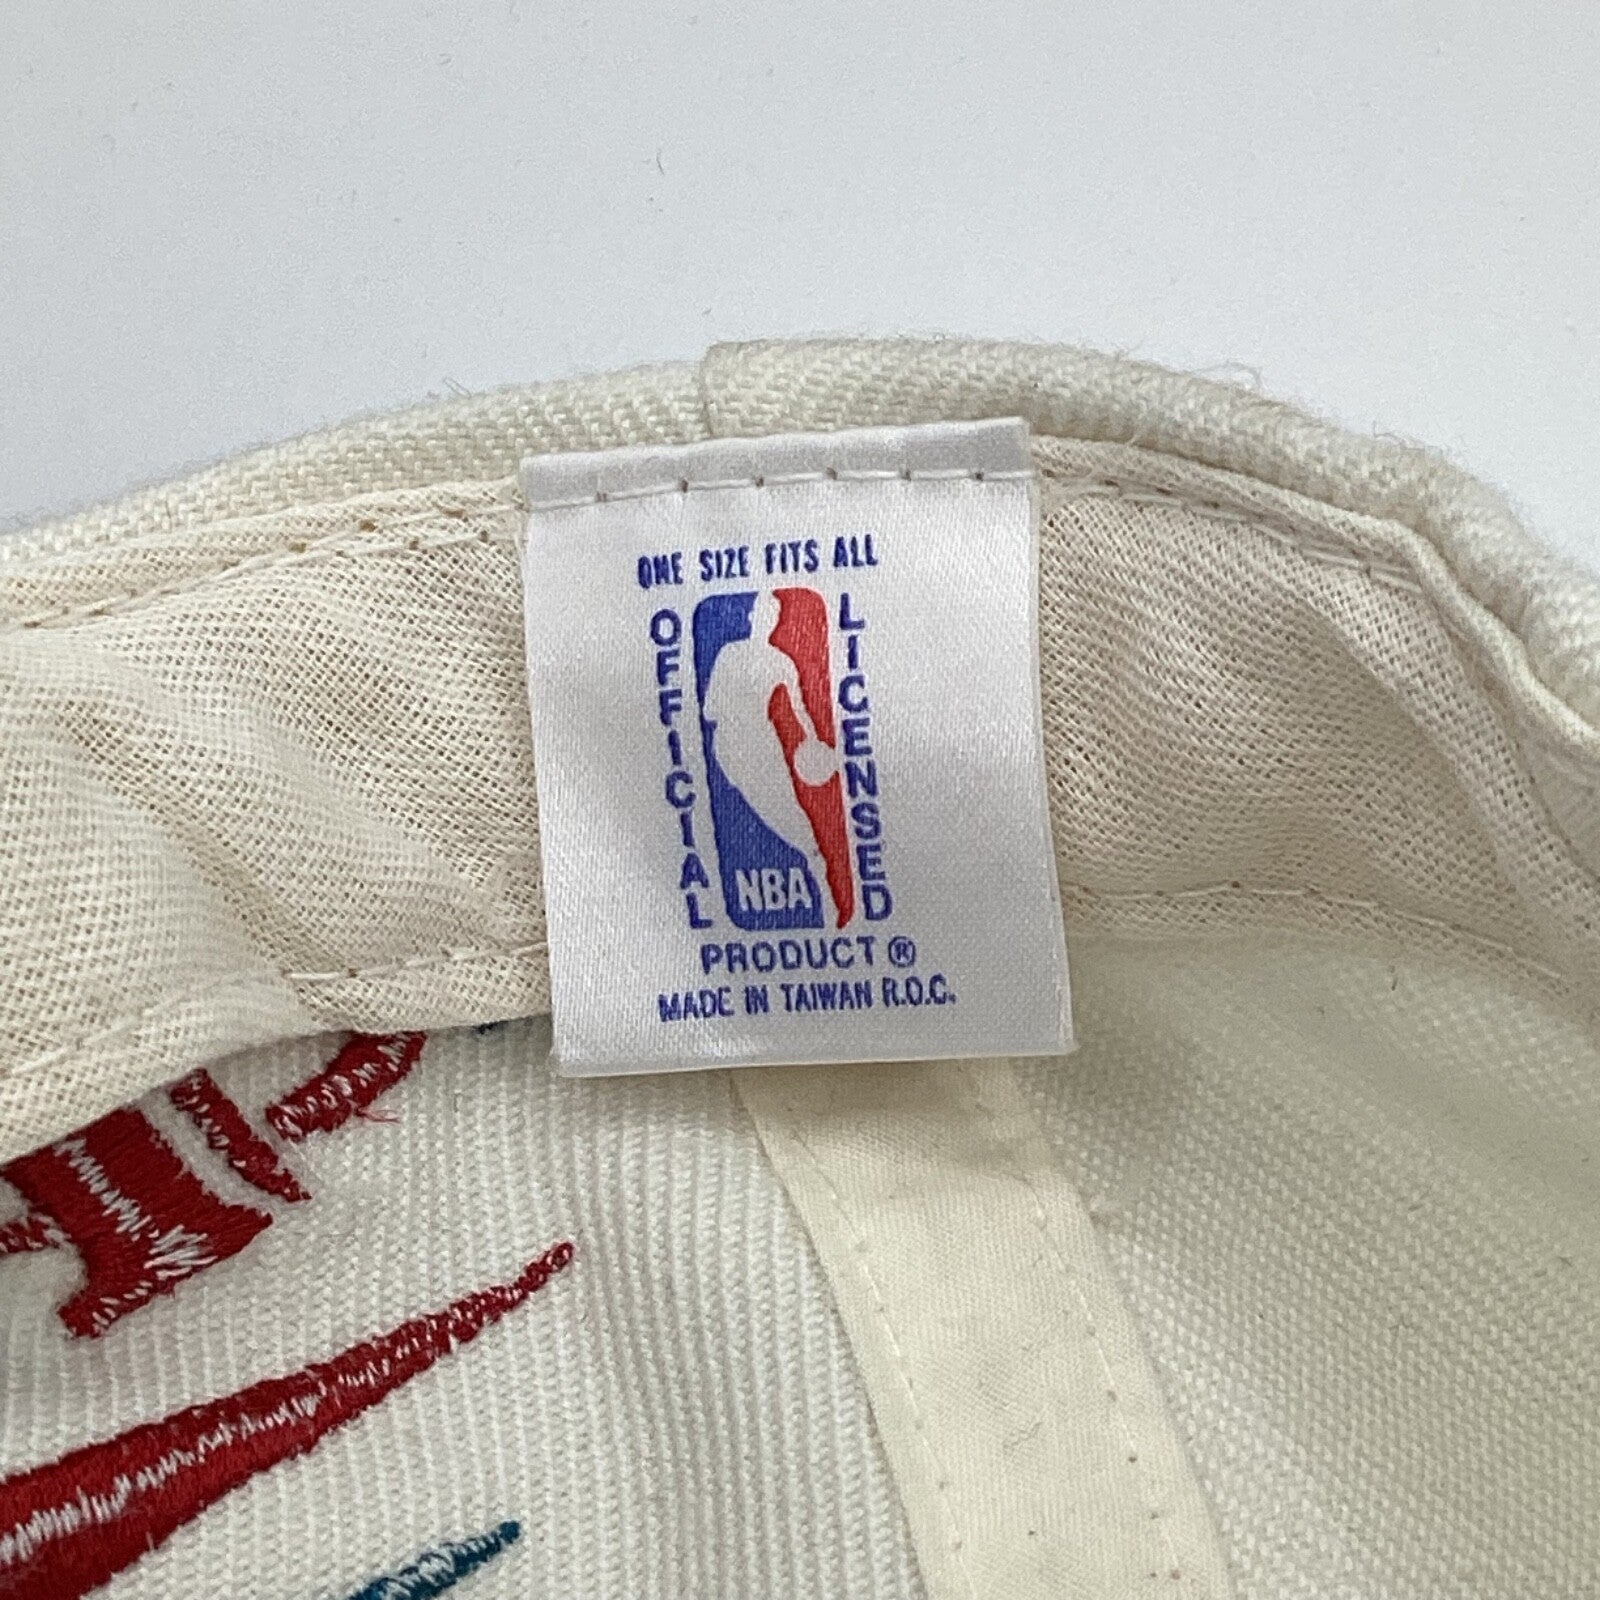 ONE SIZE FITS ALL
OFFICIAL
LICENSED
NBA
PRODUCT ®
MADE IN TAIWAN R.O.C.